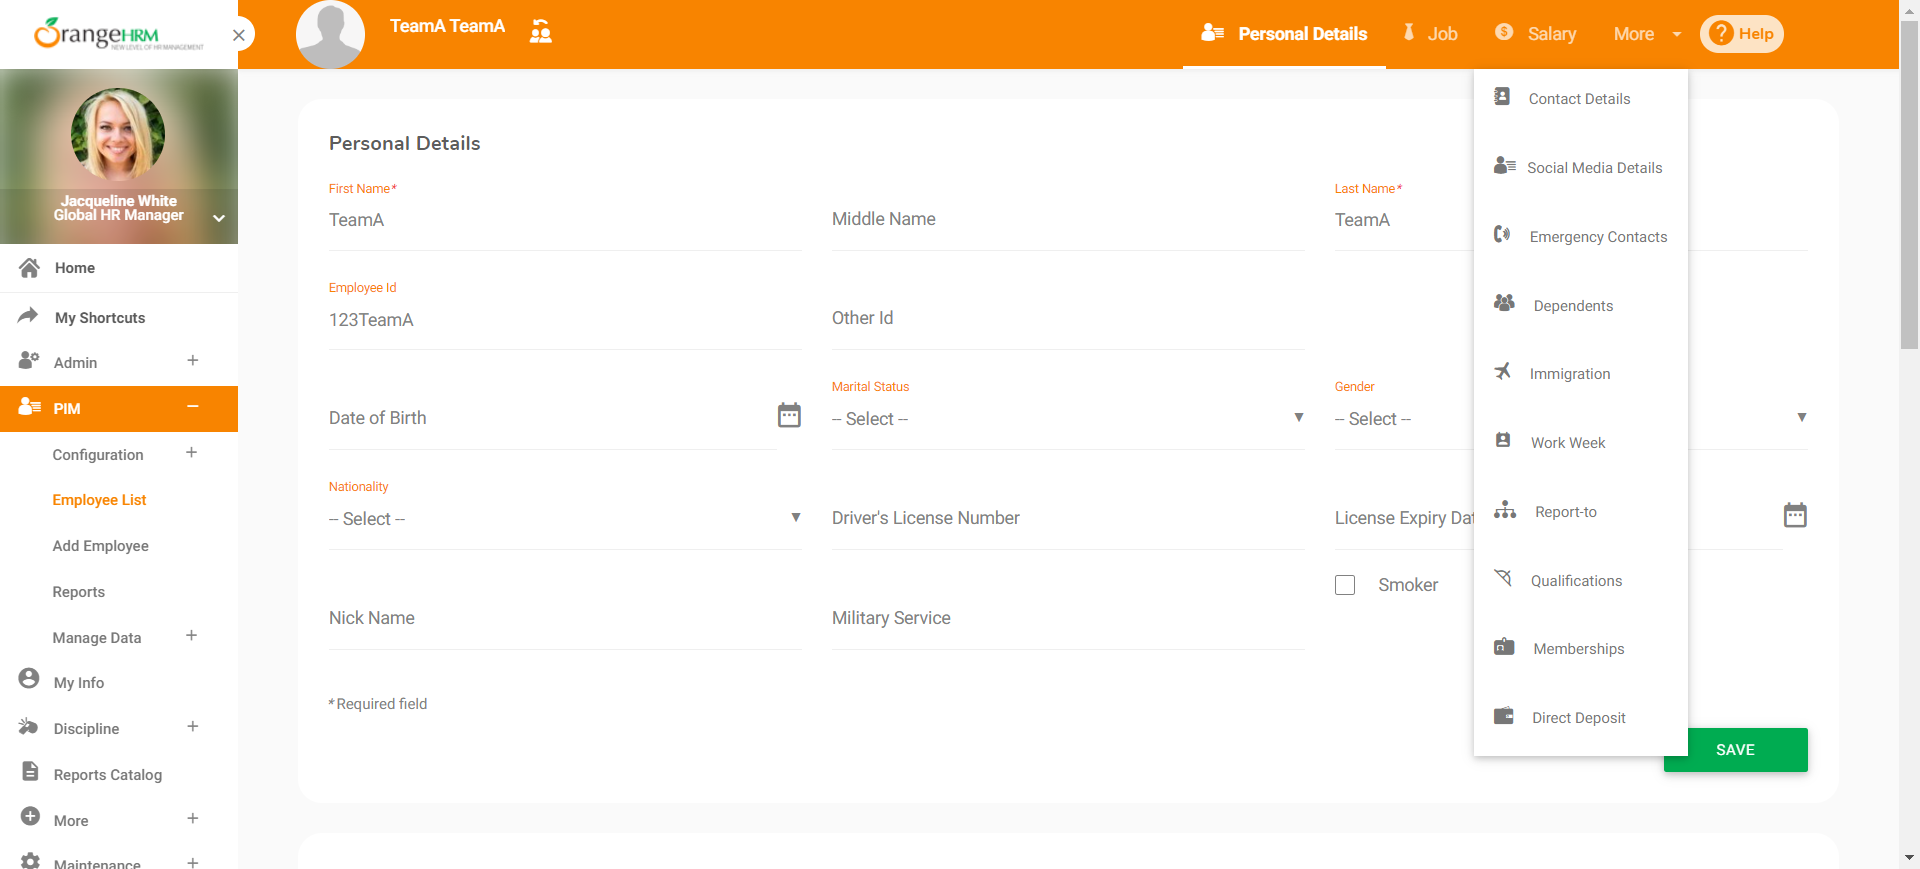 OrangeHRM
NEW LEVEL OF HR MANAGEMENT
TeamA TeamA
Personal Details
Job
Salary
More
? Help
Jacqueline White
Global HR Manager
Home
My Shortcuts
Admin
PIM
Configuration
Employee List
Add Employee
Reports
Manage Data
My Info
Discipline
Reports Catalog
More
Maintenance
Personal Details
First Name*
TeamA
Middle Name
Last Name*
TeamA
Employee Id
123TeamA
Other Id
Date of Birth
Marital Status
-- Select --
Gender
-- Select --
Nationality
-- Select --
Driver's License Number
License Expiry Dat
Nick Name
Military Service
Smoker
* Required field
SAVE
Contact Details
Social Media Details
Emergency Contacts
Dependents
Immigration
Work Week
Report-to
Qualifications
Memberships
Direct Deposit